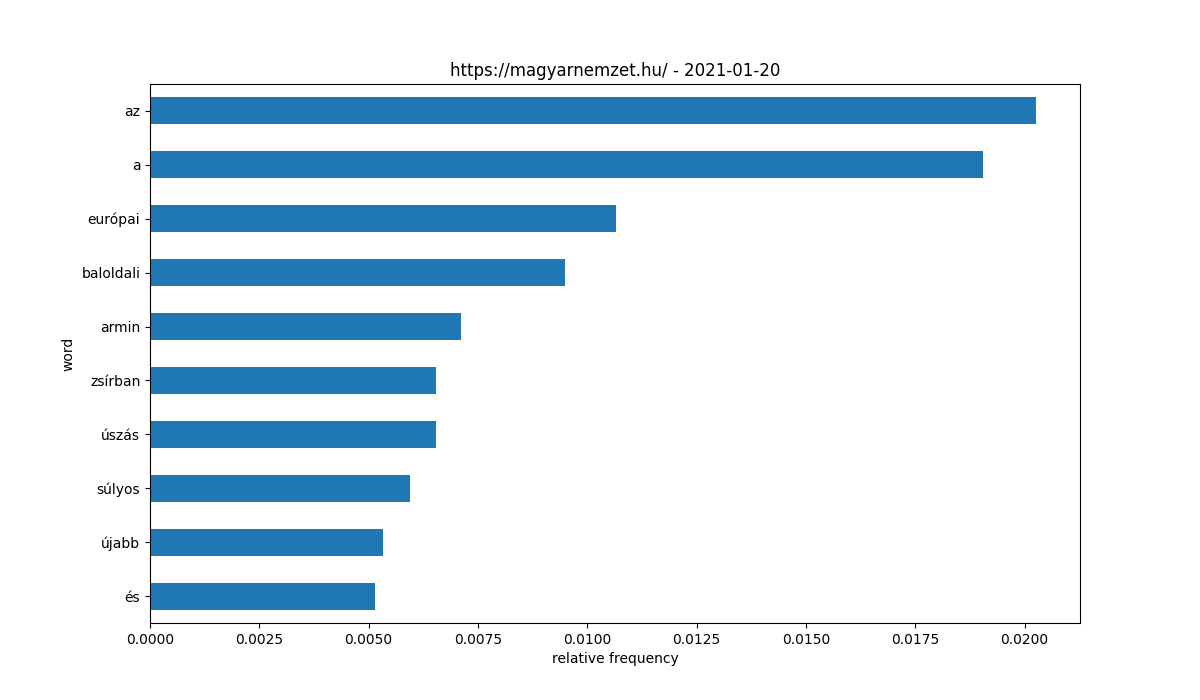 https://magyarnemzet.hu/ - 2021-01-20
az
a
európai
baloldali
armin
zsírban
úszás
súlyos
újabb
és
word
0.0000 0.0025 0.0050 0.0075 0.0100 0.0125 0.0150 0.0175 0.0200
relative frequency